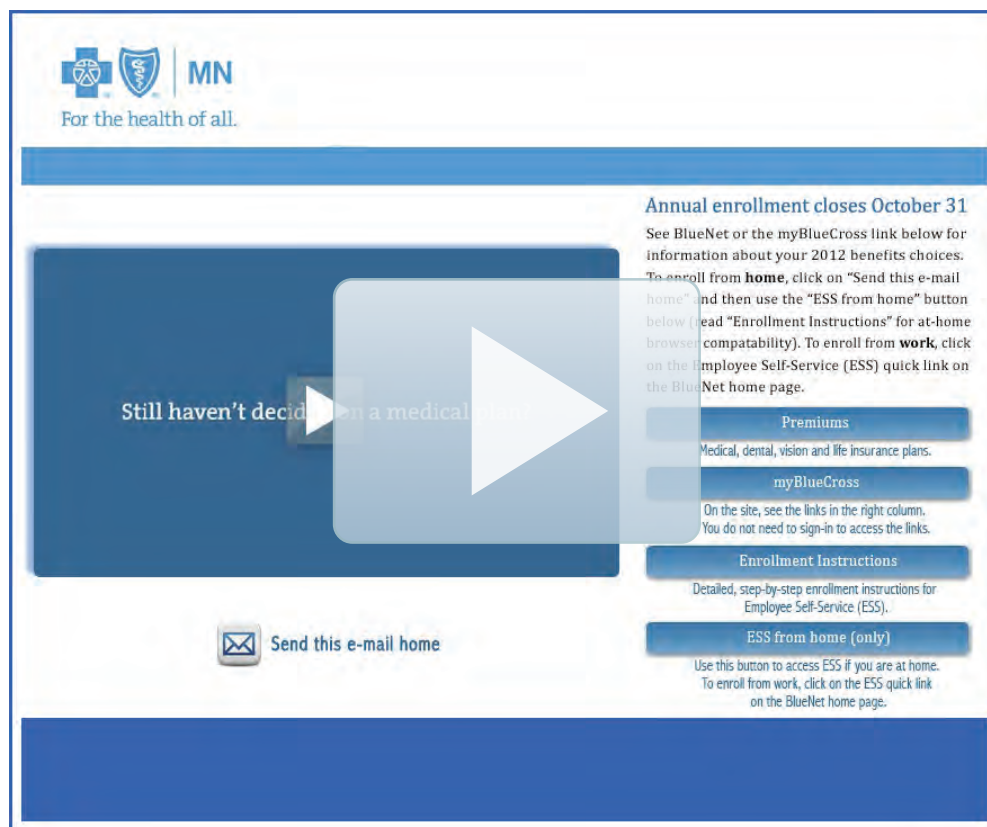 MN
For the health of all.
Annual enrollment closes October 31
See BlueNet or the myBlueCross link below for
information about your 2012 benefits choices.
To enroll from home, click on “Send this e-mail
home” and then use the “ESS from home” button
below (read “Enrollment Instructions” for at-home
browser compatability). To enroll from work, click
on the Employee Self-Service (ESS) quick link on
the BlueNet home page.
Still haven’t decided on a medical plan?
Premiums
Medical, dental, vision and life insurance plans.
myBlueCross
On the site, see the links in the right column.
You do not need to sign-in to access the links.
Enrollment Instructions
Detailed, step-by-step enrollment instructions for
Employee Self-Service (ESS).
ESS from home (only)
Use this button to access ESS if you are at home.
To enroll from work, click on the ESS quick link
on the BlueNet home page.
Send this e-mail home